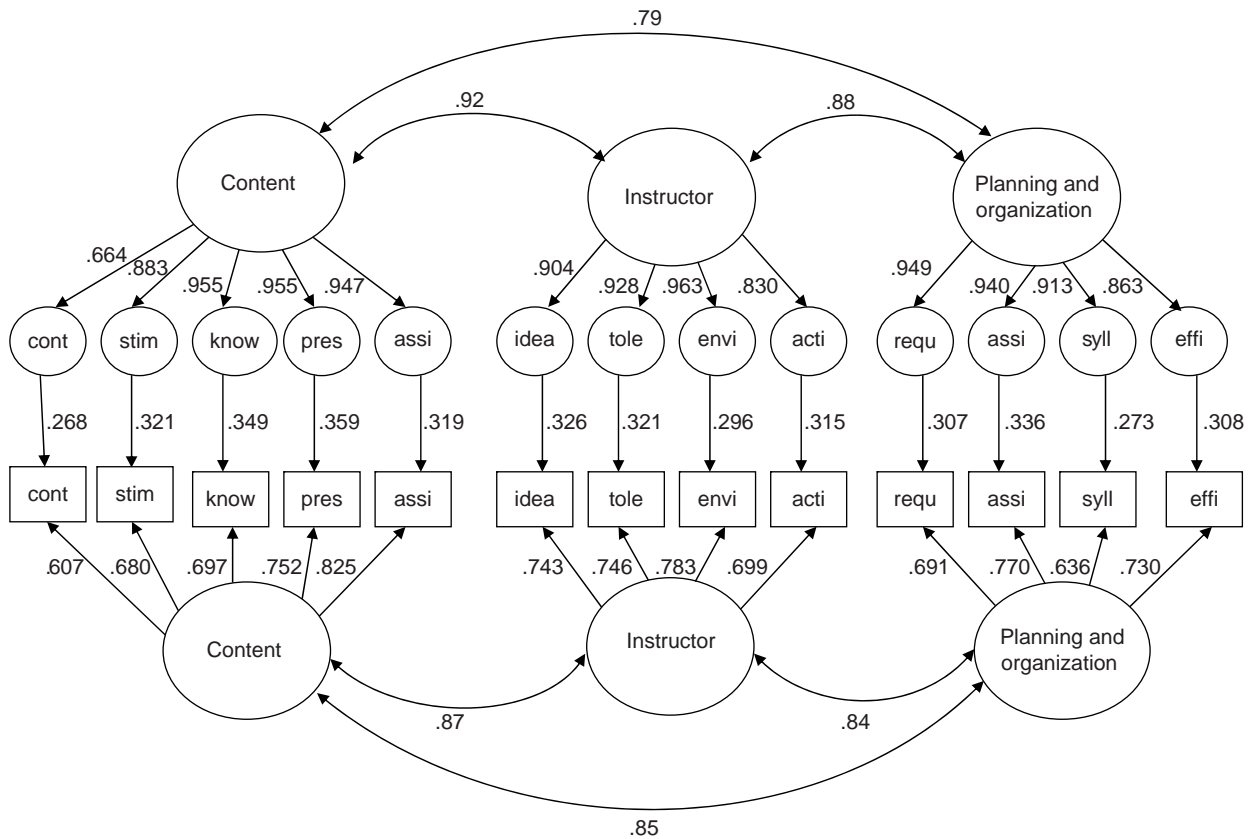 .79
.92
.88
Content
Instructor
Planning and
organization
.664
.883
.955
.955
.947
.904
.928
.963
.830
.949
.940
.913
.863
cont
stim
know
pres
assi
idea
tole
envi
acti
requ
assi
syll
effi
.268
.321
.349
.359
.319
.326
.321
.296
.315
.307
.336
.273
.308
cont
stim
know
pres
assi
idea
tole
envi
acti
requ
assi
syll
effi
.607
.680
.697
.752
.825
.743
.746
.783
.699
.691
.770
.636
.730
Content
Instructor
Planning and
organization
.87
.84
.85